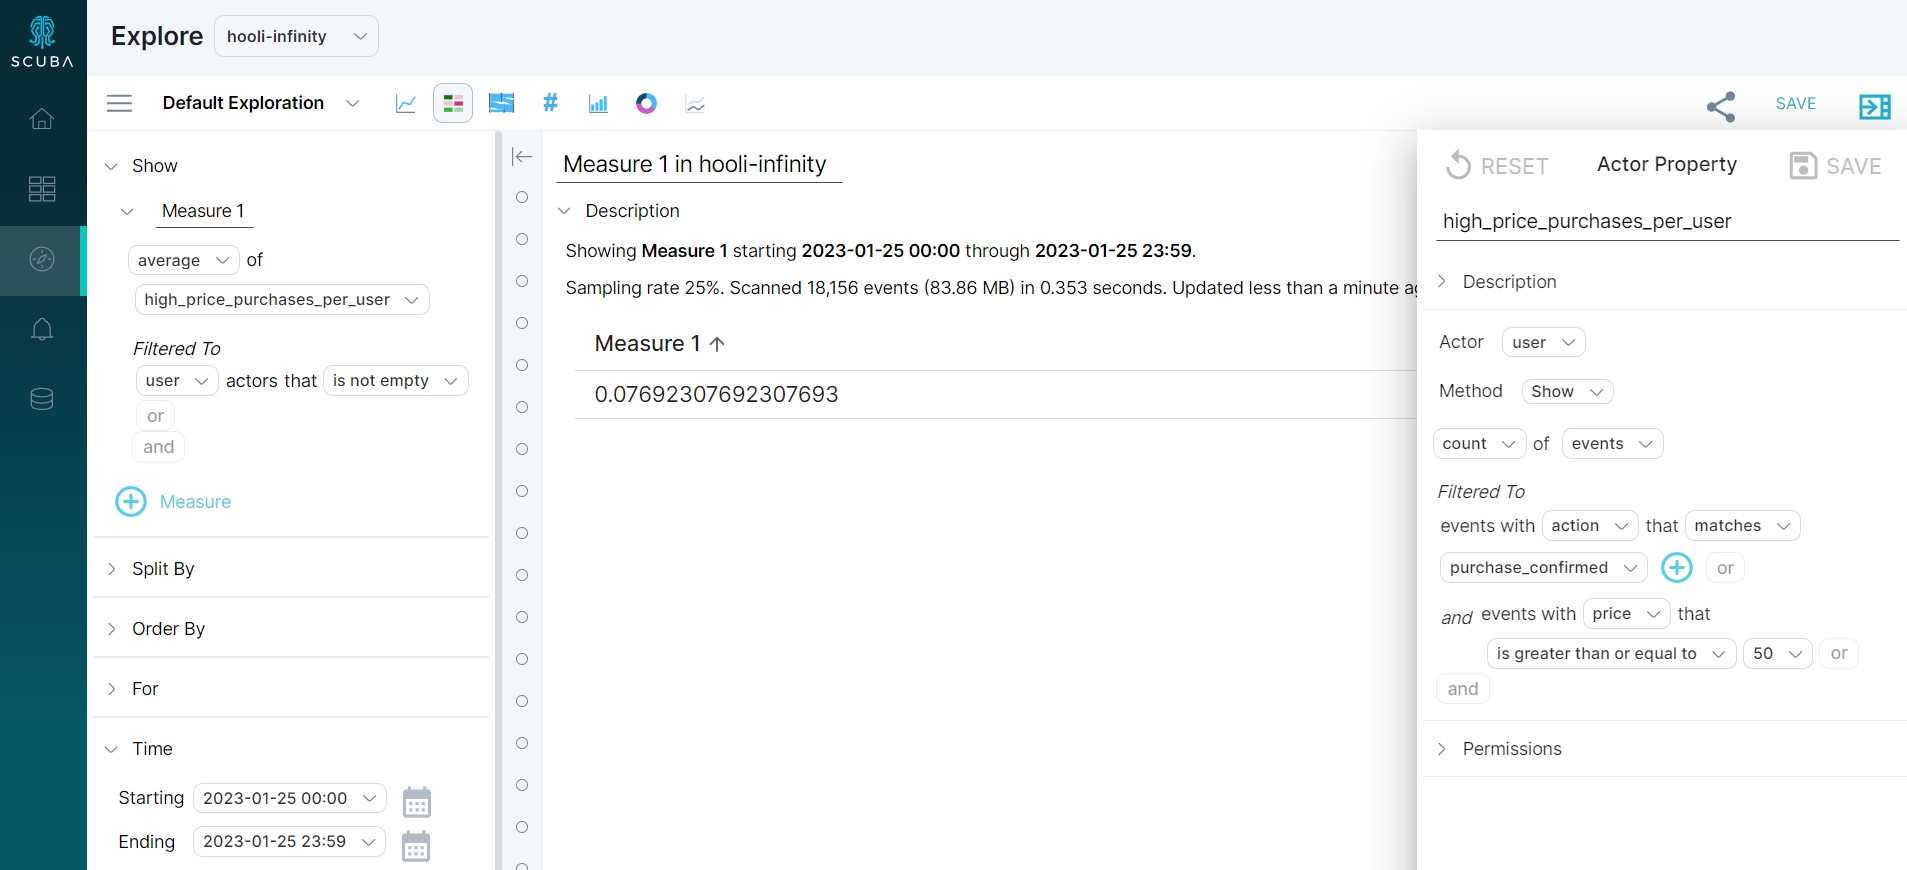 SCUBA
Explore hooli-infinity
Default Exploration
SAVE
Show
Measure 1
average of
high_price_purchases_per_user
Filtered To
user actors that is not empty
or
and
Measure
Split By
Order By
For
Time
Starting 2023-01-25 00:00
Ending 2023-01-25 23:59
Measure 1 in hooli-infinity
Description
Showing Measure 1 starting 2023-01-25 00:00 through 2023-01-25 23:59.
Sampling rate 25%. Scanned 18,156 events (83.86 MB) in 0.353 seconds. Updated less than a minute
Measure 1 ↑
0.07692307692307693
RESET Actor Property SAVE
high_price_purchases_per_user
Description
Actor user
Method Show
count of events
Filtered To
events with action that matches
purchase_confirmed or
and events with price that
is greater than or equal to 50 or
and
Permissions